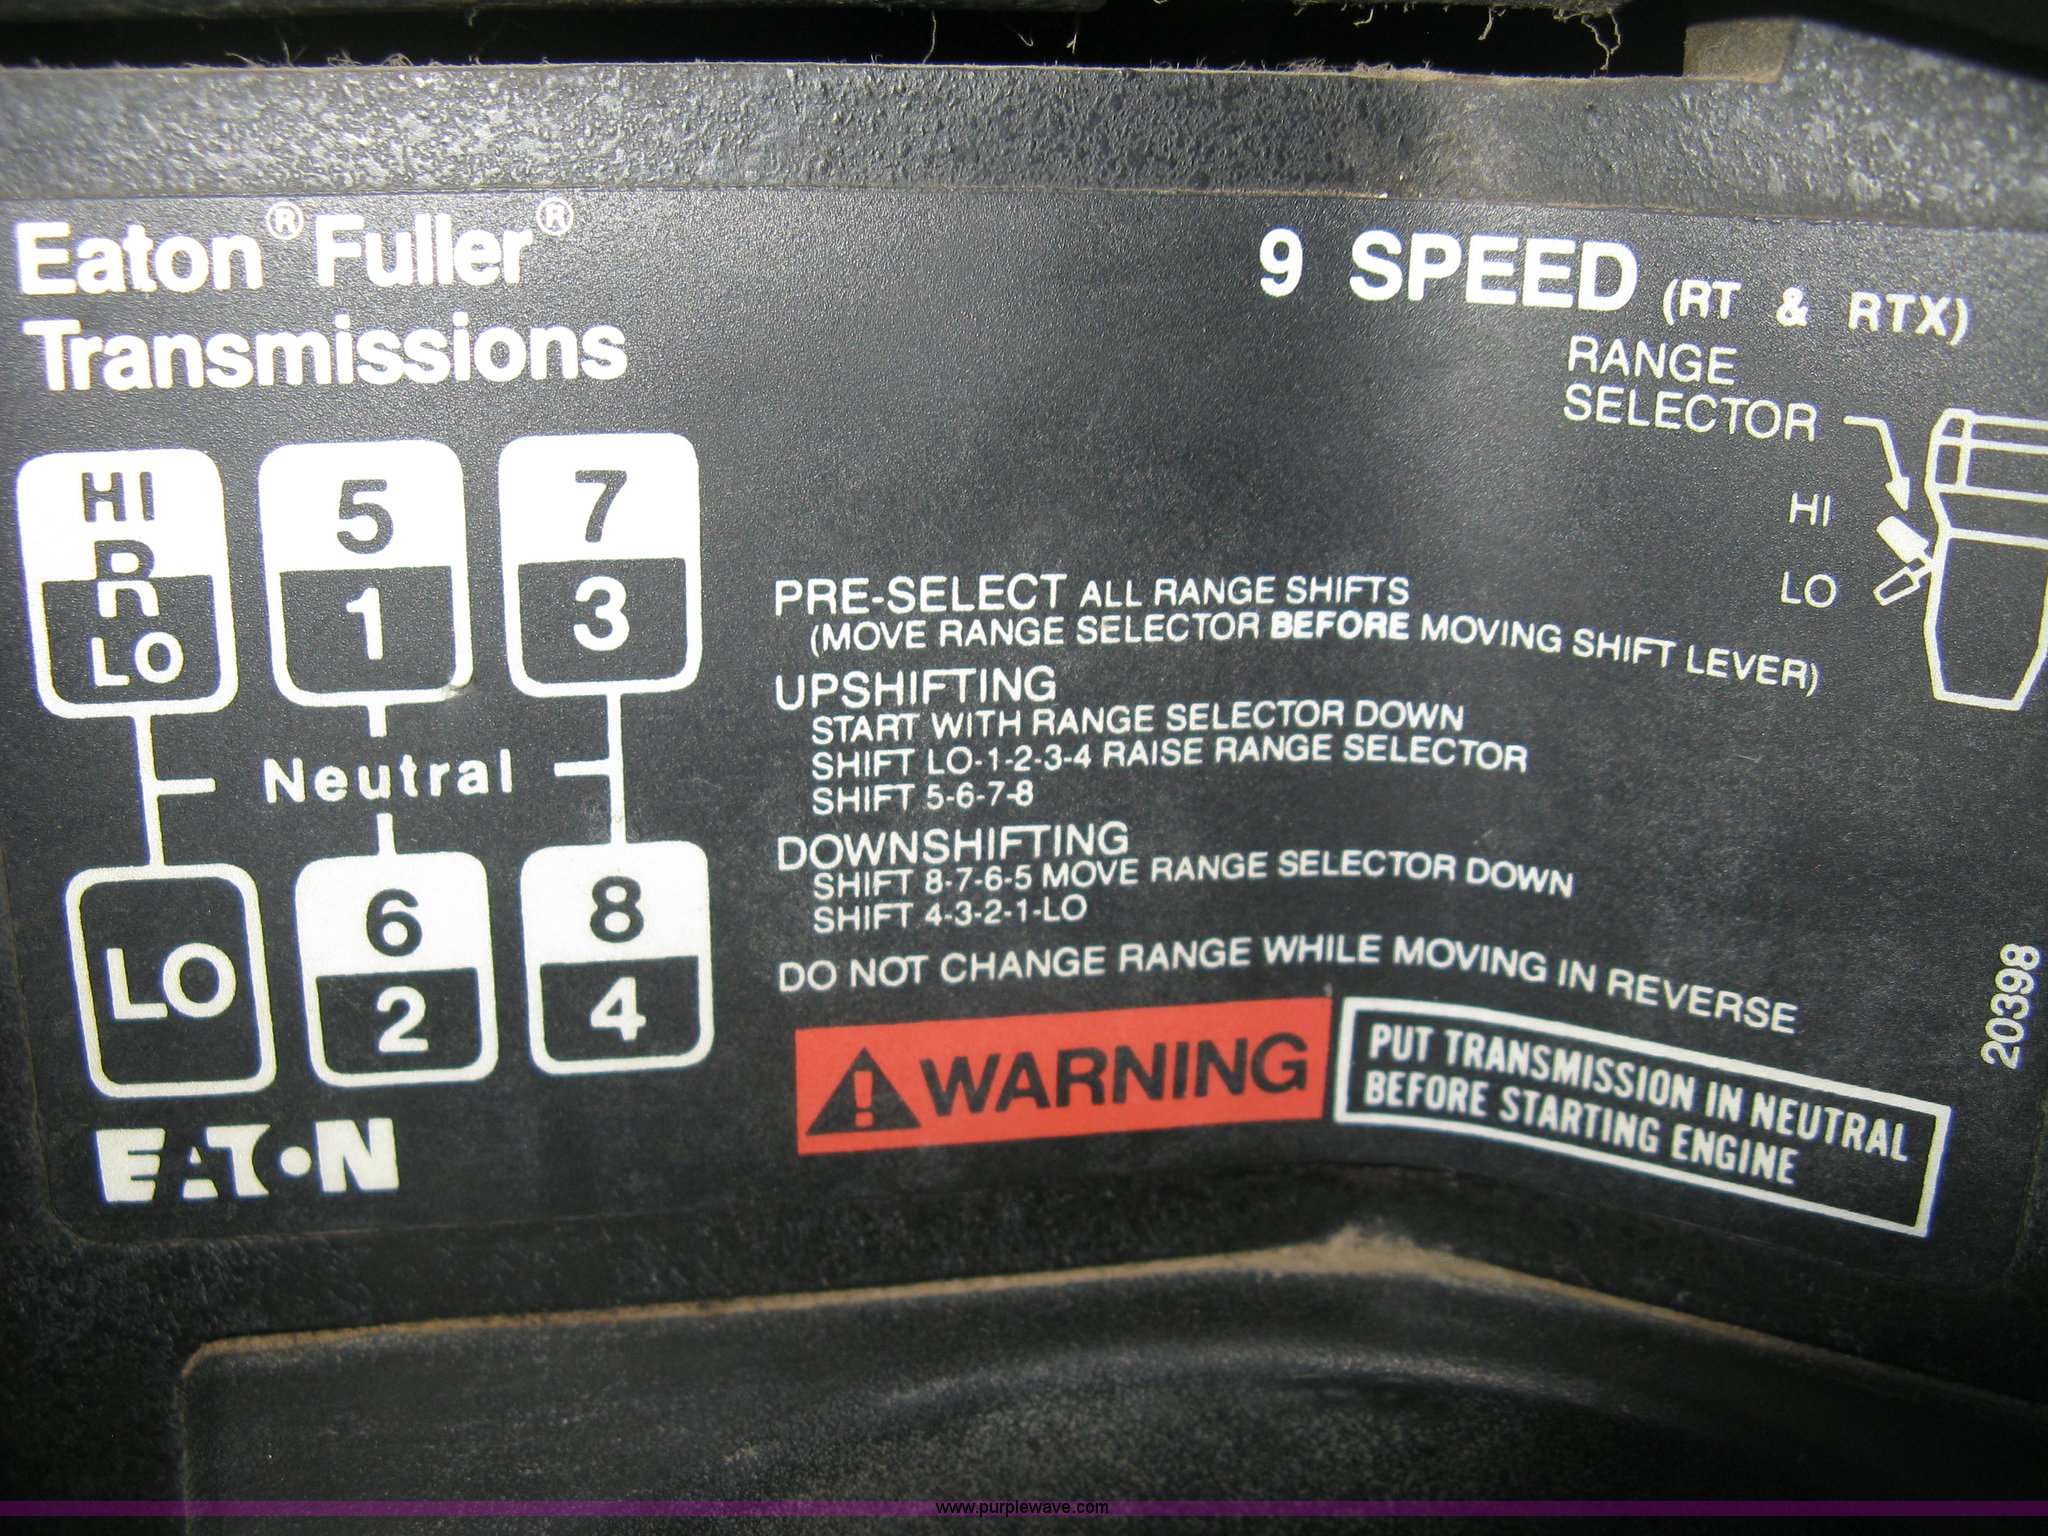 Eaton® Fuller®
Transmissions
9 SPEED (RT & RTX)
RANGE
SELECTOR
HI
LO
HI
R
LO
5
1
7
3
Neutral
LO
6
2
8
4
EATON
PRE-SELECT ALL RANGE SHIFTS
(MOVE RANGE SELECTOR BEFORE MOVING SHIFT LEVER)
UPSHIFTING
START WITH RANGE SELECTOR DOWN
SHIFT LO-1-2-3-4 RAISE RANGE SELECTOR
SHIFT 5-6-7-8
DOWNSHIFTING
SHIFT 8-7-6-5 MOVE RANGE SELECTOR DOWN
SHIFT 4-3-2-1-LO
DO NOT CHANGE RANGE WHILE MOVING IN REVERSE
WARNING
PUT TRANSMISSION IN NEUTRAL
BEFORE STARTING ENGINE
20398
www.purplewave.com